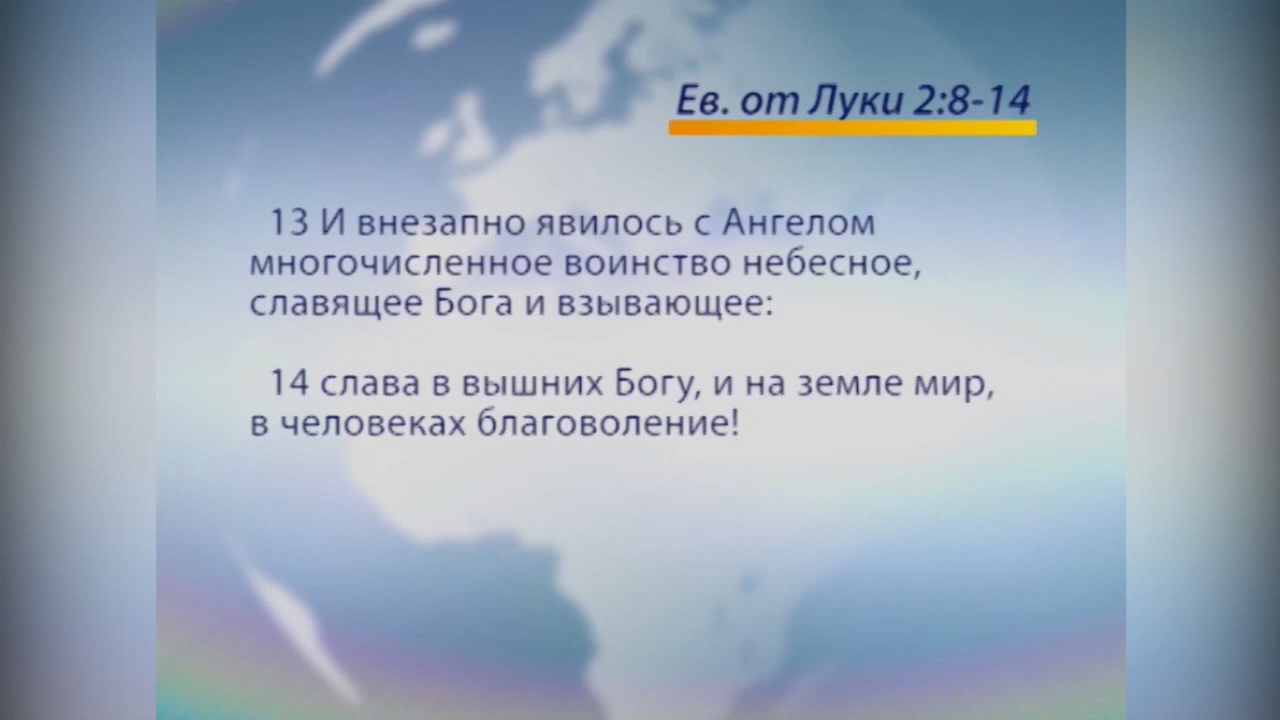 Ев. от Луки 2:8-14
13 И внезапно явилось с Ангелом
многочисленное воинство небесное,
славящее Бога и взывающее:
14 слава в вышних Богу, и на земле мир,
в человеках благоволение!